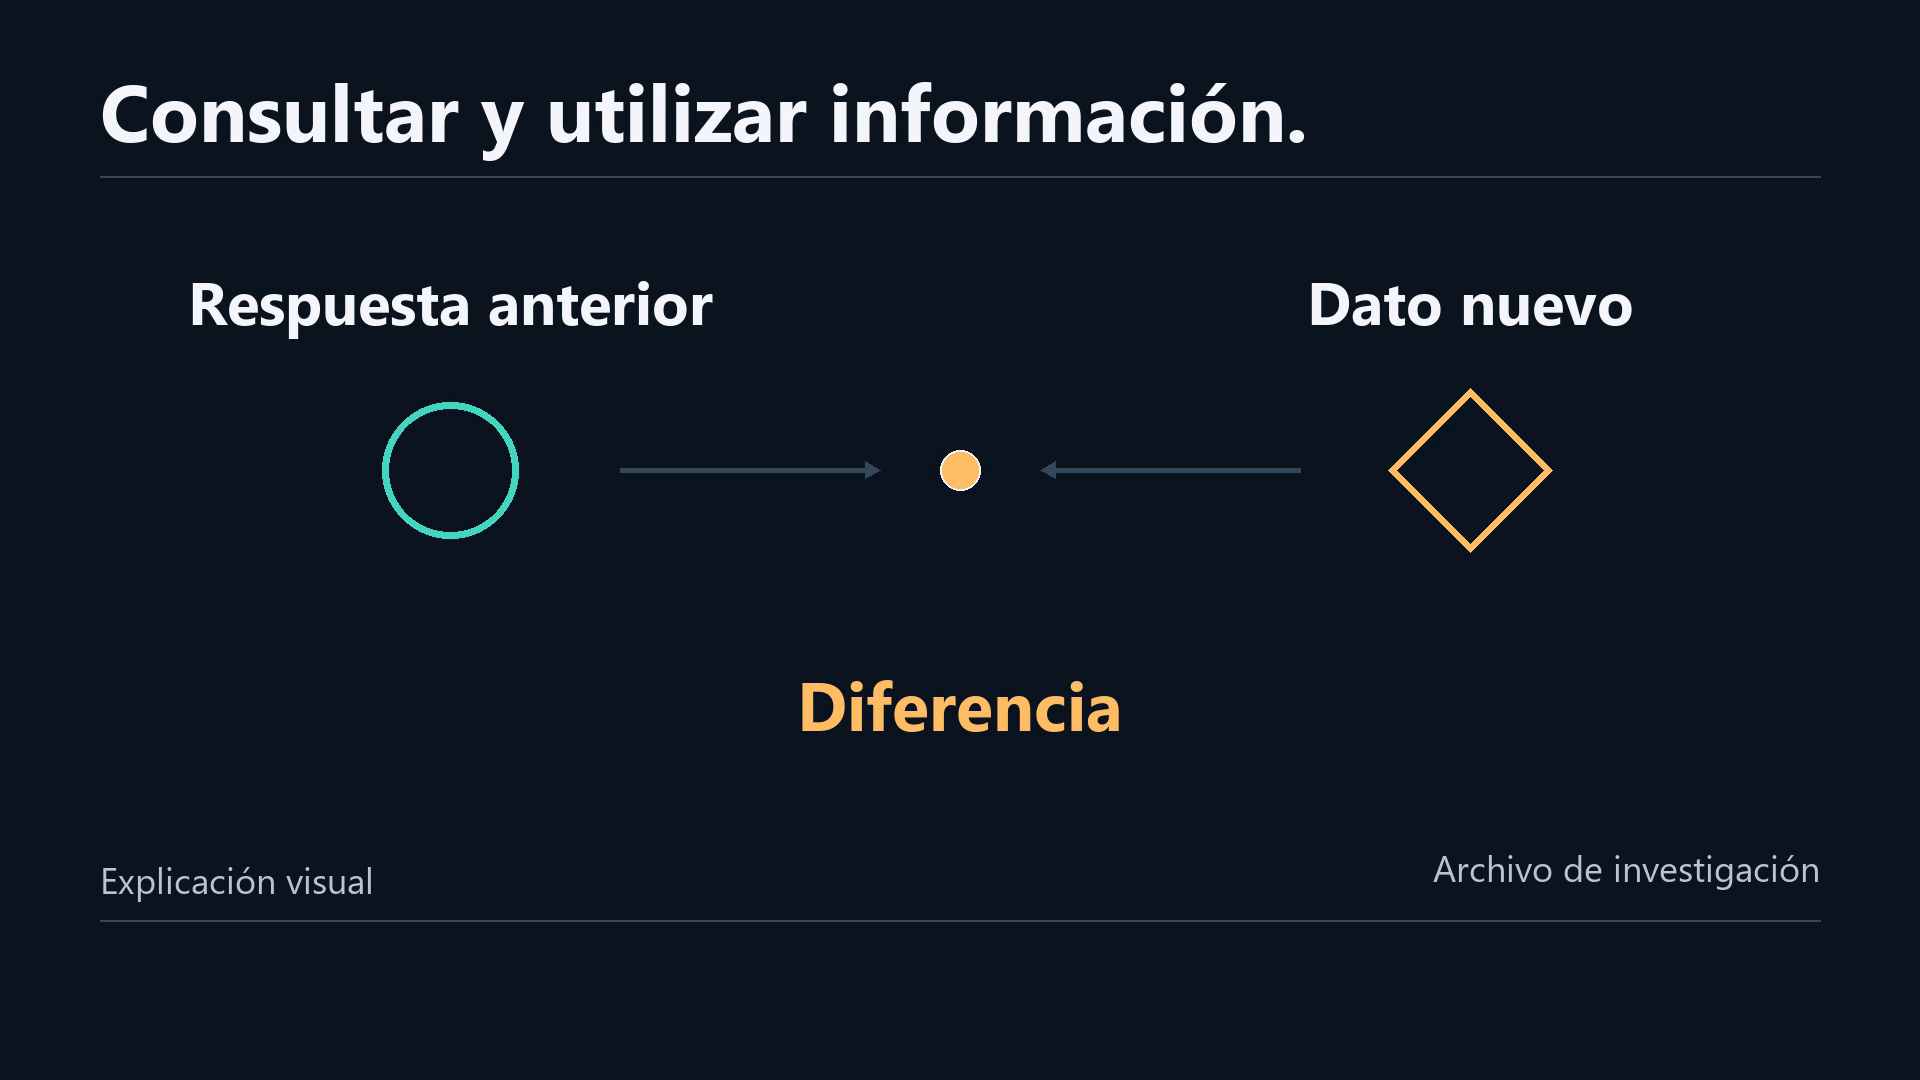 Consultar y utilizar información.
Respuesta anterior
Dato nuevo
Diferencia
Explicación visual
Archivo de investigación